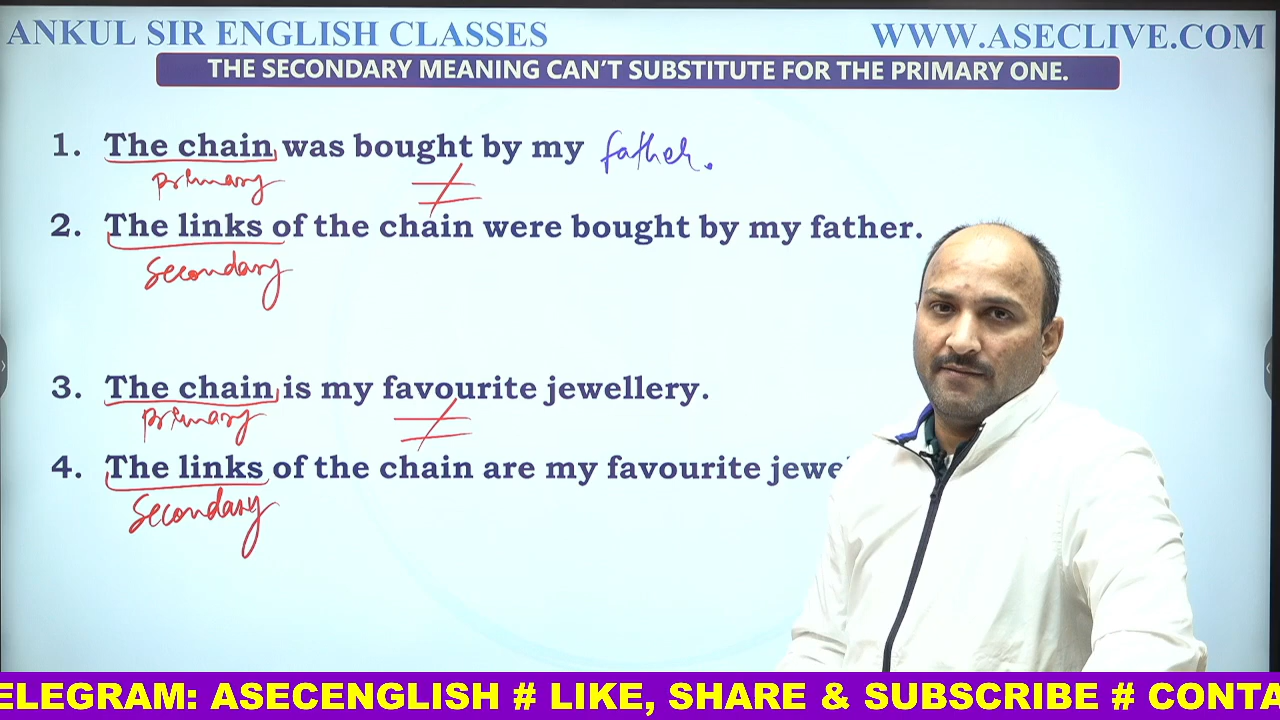 ANKUL SIR ENGLISH CLASSES
WWW.ASECLIVE.COM
THE SECONDARY MEANING CAN'T SUBSTITUTE FOR THE PRIMARY ONE.
1. The chain was bought by my father.
Primary ≠
2. The links of the chain were bought by my father.
Secondary
3. The chain is my favourite jewellery.
Primary ≠
4. The links of the chain are my favourite jewe
Secondary
ELEGRAM: ASECENGLISH # LIKE, SHARE & SUBSCRIBE # CONTA